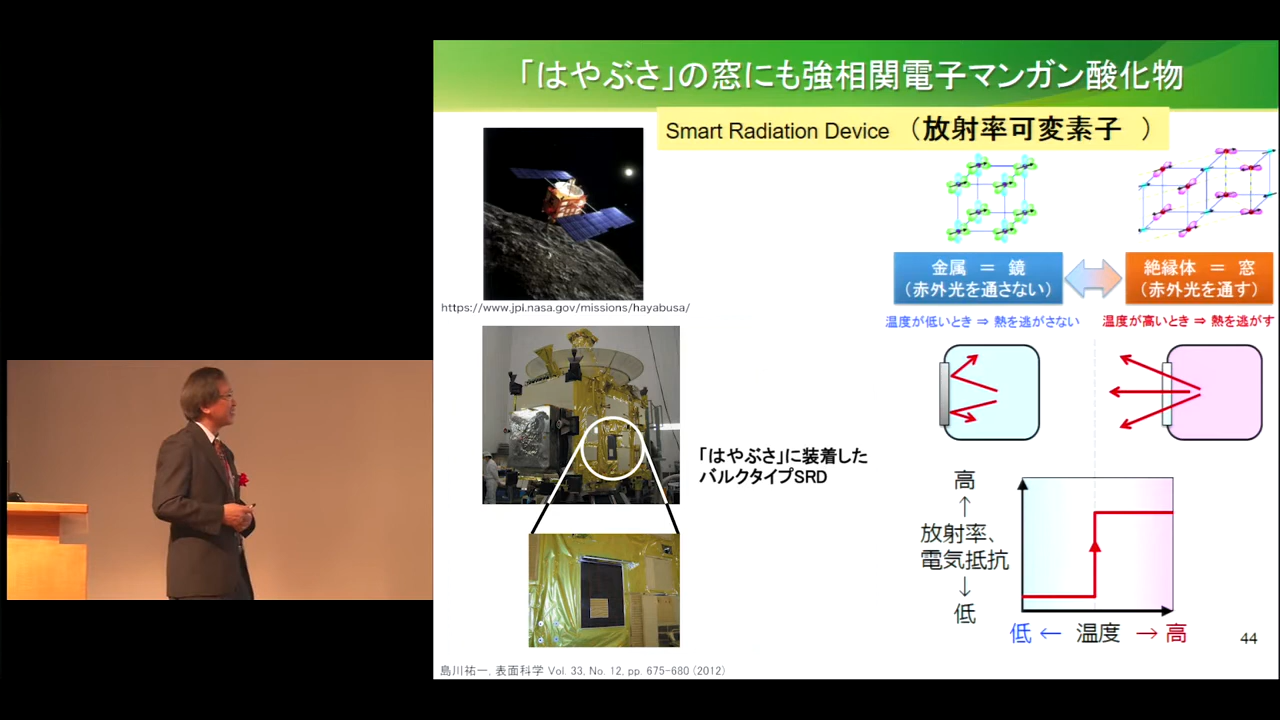 「はやぶさ」の窓にも強相関電子マンガン酸化物
Smart Radiation Device （放射率可変素子 ）
https://www.jpl.nasa.gov/missions/hayabusa/
金属 ＝ 鏡
（赤外光を通さない）
絶縁体 ＝ 窓
（赤外光を通す）
温度が低いとき ⇒ 熱を逃がさない
温度が高いとき ⇒ 熱を逃がす
「はやぶさ」に装着した
バルクタイプSRD
高
↑
放射率、
電気抵抗
↓
低
低 ← 温度 → 高
44
島川祐一, 表面科学 Vol. 33, No. 12, pp. 675-680 (2012)